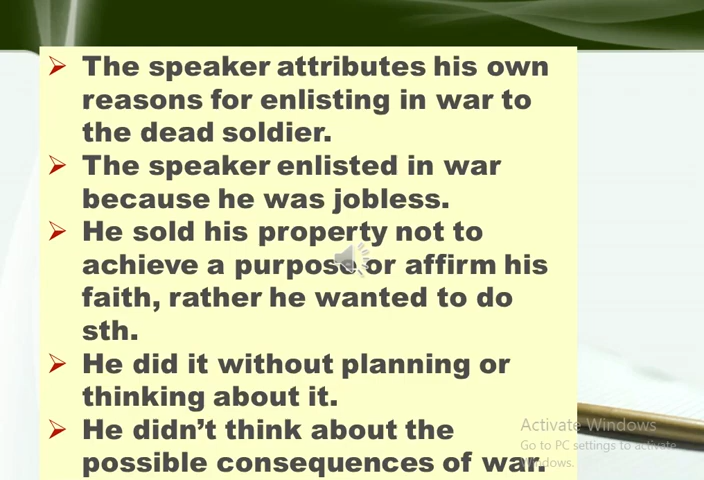 The speaker attributes his own
reasons for enlisting in war to
the dead soldier.
The speaker enlisted in war
because he was jobless.
He sold his property not to
achieve a purpose or affirm his
faith, rather he wanted to do
sth.
He did it without planning or
thinking about it.
He didn't think about the
possible consequences of war.
Activate Windows
Go to PC settings to activate
Windows.